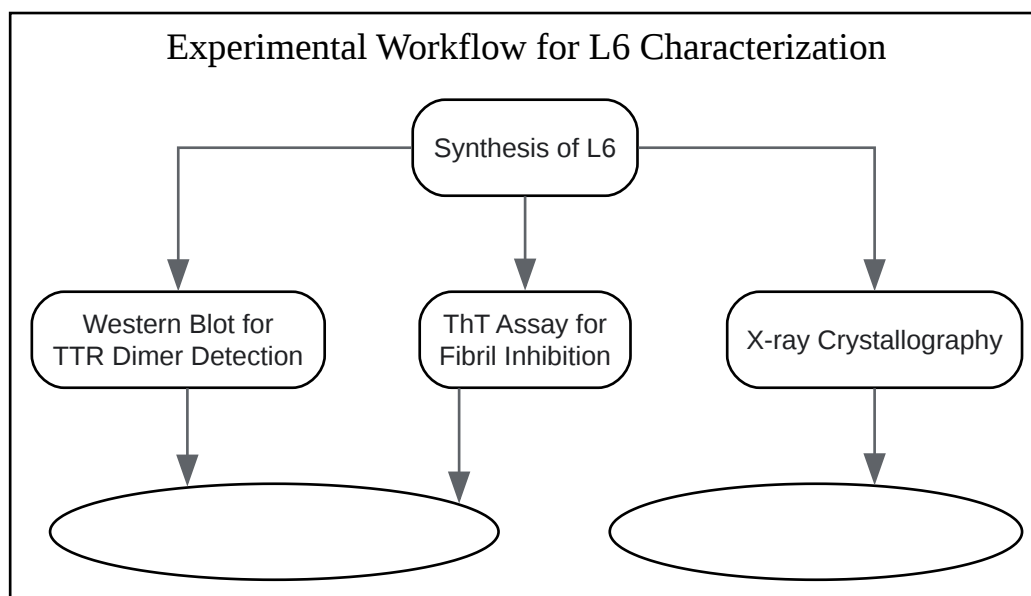 Experimental Workflow for L6 Characterization
Synthesis of L6
Western Blot for
TTR Dimer Detection
ThT Assay for
Fibril Inhibition
X-ray Crystallography